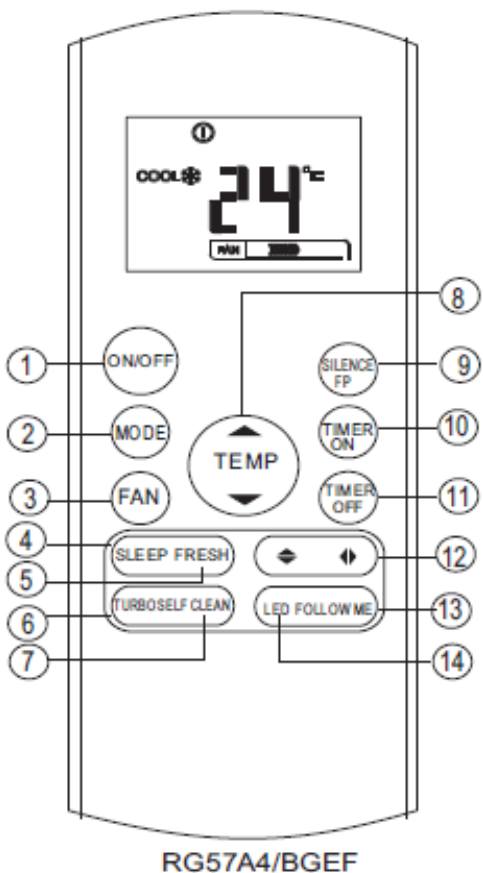 COOL 24 °C
FAN
8
1 ON/OFF SILENCE FP 9
2 MODE TEMP TIMER ON 10
3 FAN TIMER OFF 11
4 SLEEP FRESH 12
5
6 TURBO SELF CLEAN LED FOLLOW ME 13
7 14
RG57A4/BGEF